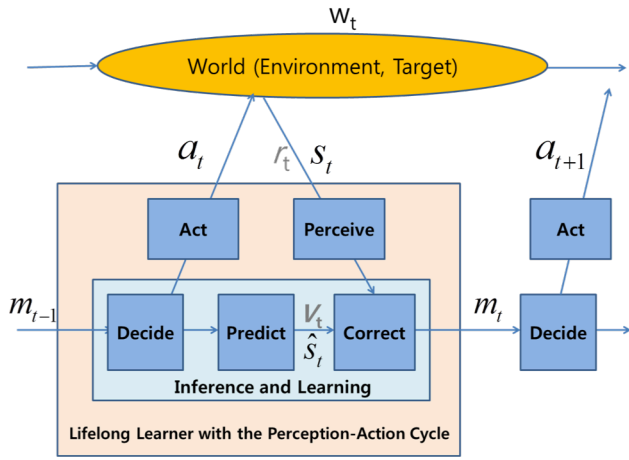 w_t
World (Environment, Target)
a_t
r_t
s_t
a_{t+1}
Act
Perceive
Act
m_{t-1}
Decide
Predict
V_t
ŝ_t
Correct
m_t
Decide
Inference and Learning
Lifelong Learner with the Perception-Action Cycle